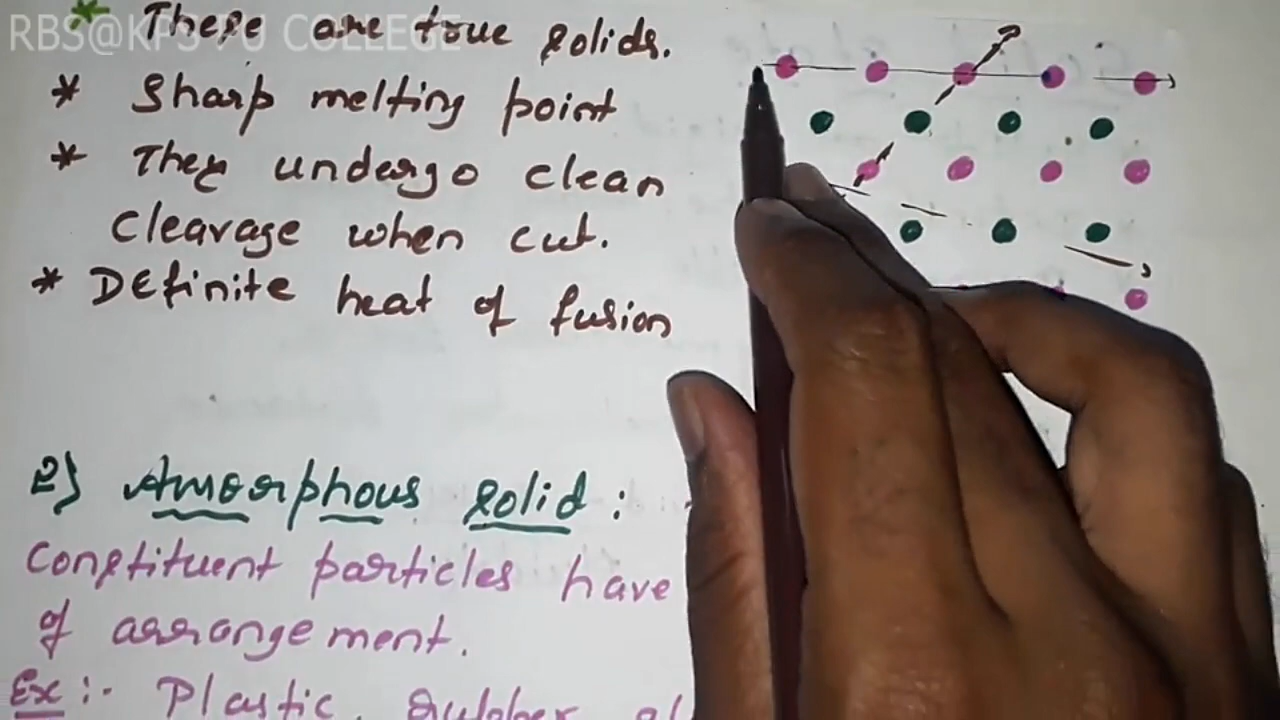 RBS@KPS PU COLLEGE
* These are true solids.
* Sharp melting point
* They undergo clean
cleavage when cut.
* Definite heat of fusion
2) Amorphous solid :
Constituent particles have
of arrangement.
Ex :- Plastic, rubber